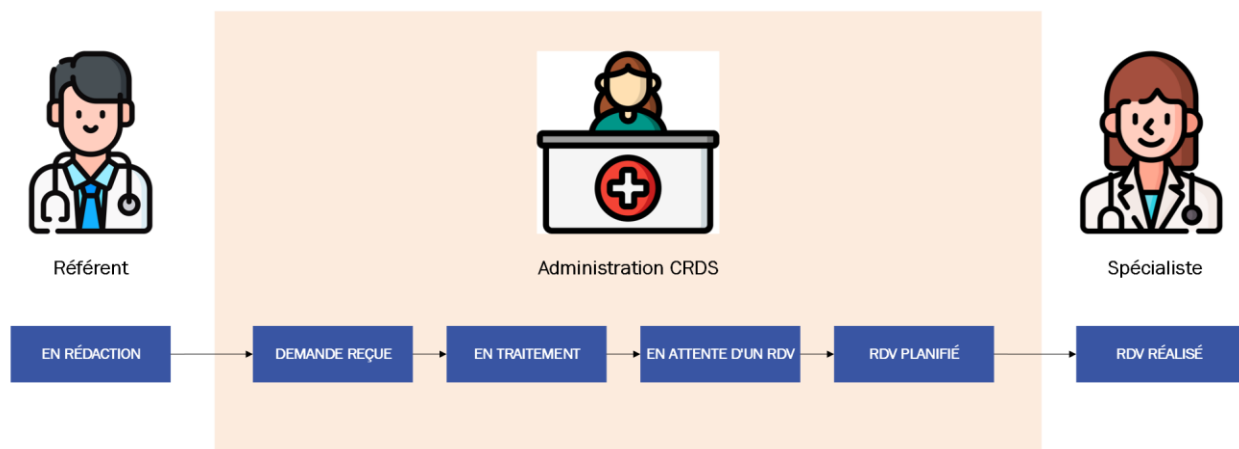 Référent
Administration CRDS
Spécialiste
EN RÉDACTION
DEMANDE REÇUE
EN TRAITEMENT
EN ATTENTE D'UN RDV
RDV PLANIFIÉ
RDV RÉALISÉ